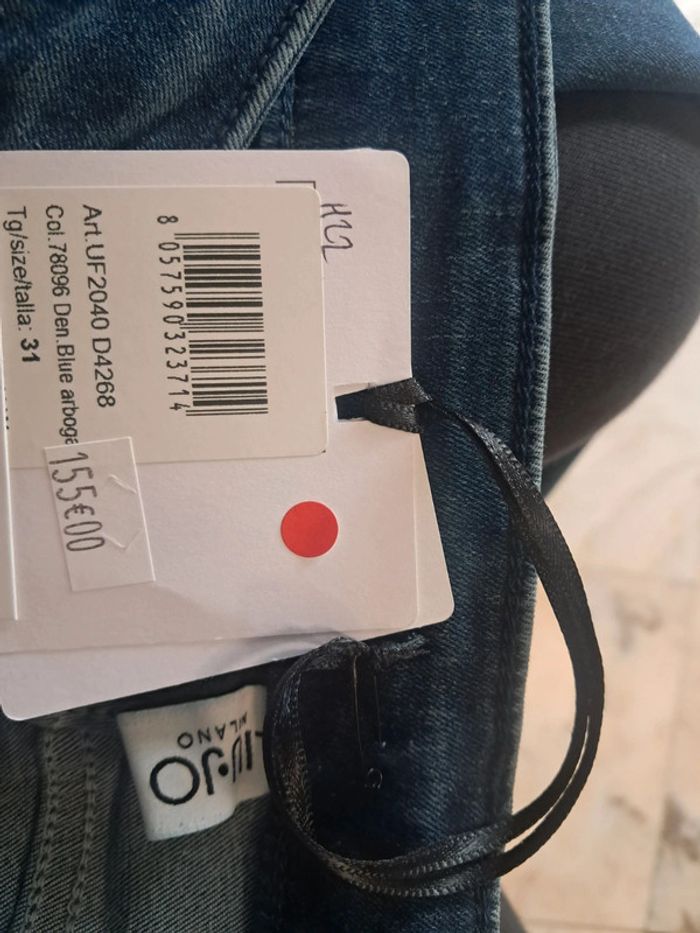 H22
8 057590 323714
Art.UF2040 D4268
Col.78096 Den.Blue arboga
Tg/size/talla: 31
155€00
LIU·JO
MILANO